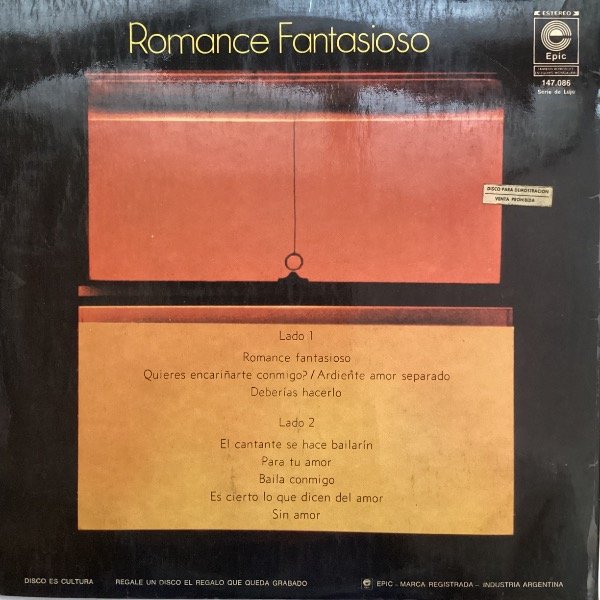 Romance Fantasioso
ESTEREO
Epic
147.086
Serie de Lujo
DISCO PARA DEMOSTRACION
VENTA PROHIBIDA
Lado 1
Romance fantasioso
Quieres encariñarte conmigo? / Ardiente amor separado
Deberías hacerlo
Lado 2
El cantante se hace bailarín
Para tu amor
Baila conmigo
Es cierto lo que dicen del amor
Sin amor
DISCO ES CULTURA REGALE UN DISCO EL REGALO QUE QUEDA GRABADO EPIC - MARCA REGISTRADA - INDUSTRIA ARGENTINA